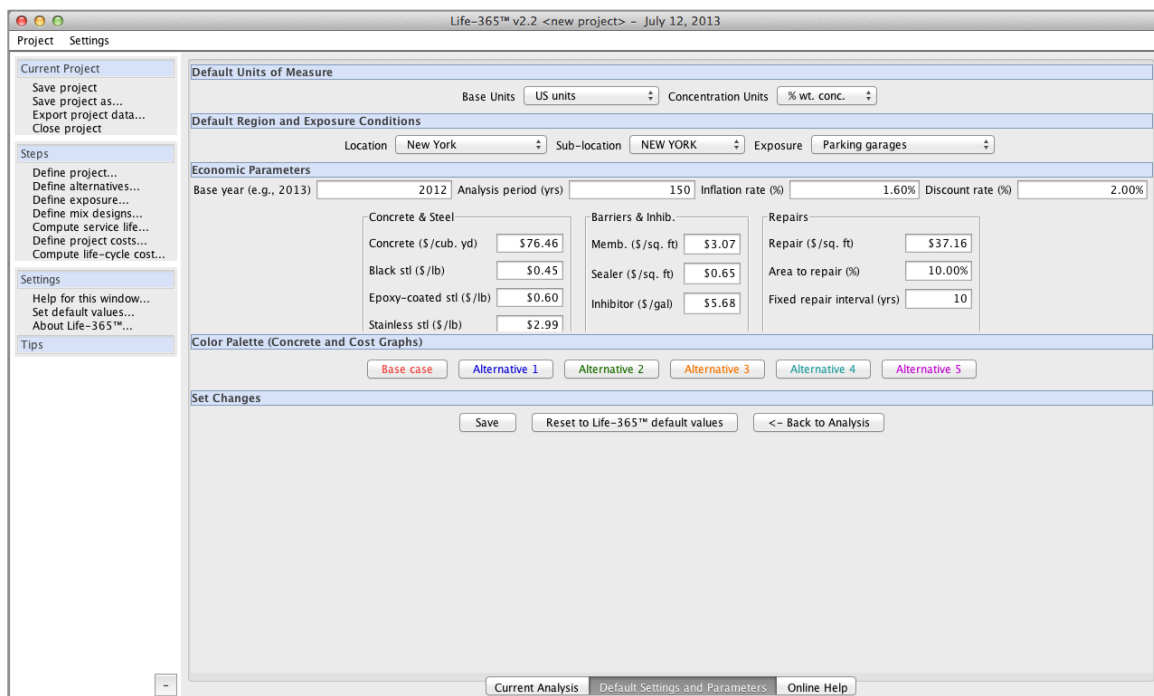 Life-365™ v2.2 <new project> – July 12, 2013
Project Settings
Current Project
Save project
Save project as...
Export project data...
Close project
Steps
Define project...
Define alternatives...
Define exposure...
Define mix designs...
Compute service life...
Define project costs...
Compute life-cycle cost...
Settings
Help for this window...
Set default values...
About Life-365™...
Tips
–
Default Units of Measure
Base Units US units Concentration Units % wt. conc.
Default Region and Exposure Conditions
Location New York Sub-location NEW YORK Exposure Parking garages
Economic Parameters
Base year (e.g., 2013) 2012 Analysis period (yrs) 150 Inflation rate (%) 1.60% Discount rate (%) 2.00%
Concrete & Steel
Concrete ($/cub. yd) $76.46
Black stl ($/lb) $0.45
Epoxy-coated stl ($/lb) $0.60
Stainless stl ($/lb) $2.99
Barriers & Inhib.
Memb. ($/sq. ft) $3.07
Sealer ($/sq. ft) $0.65
Inhibitor ($/gal) $5.68
Repairs
Repair ($/sq. ft) $37.16
Area to repair (%) 10.00%
Fixed repair interval (yrs) 10
Color Palette (Concrete and Cost Graphs)
Base case Alternative 1 Alternative 2 Alternative 3 Alternative 4 Alternative 5
Set Changes
Save Reset to Life-365™ default values <- Back to Analysis
Current Analysis Default Settings and Parameters Online Help